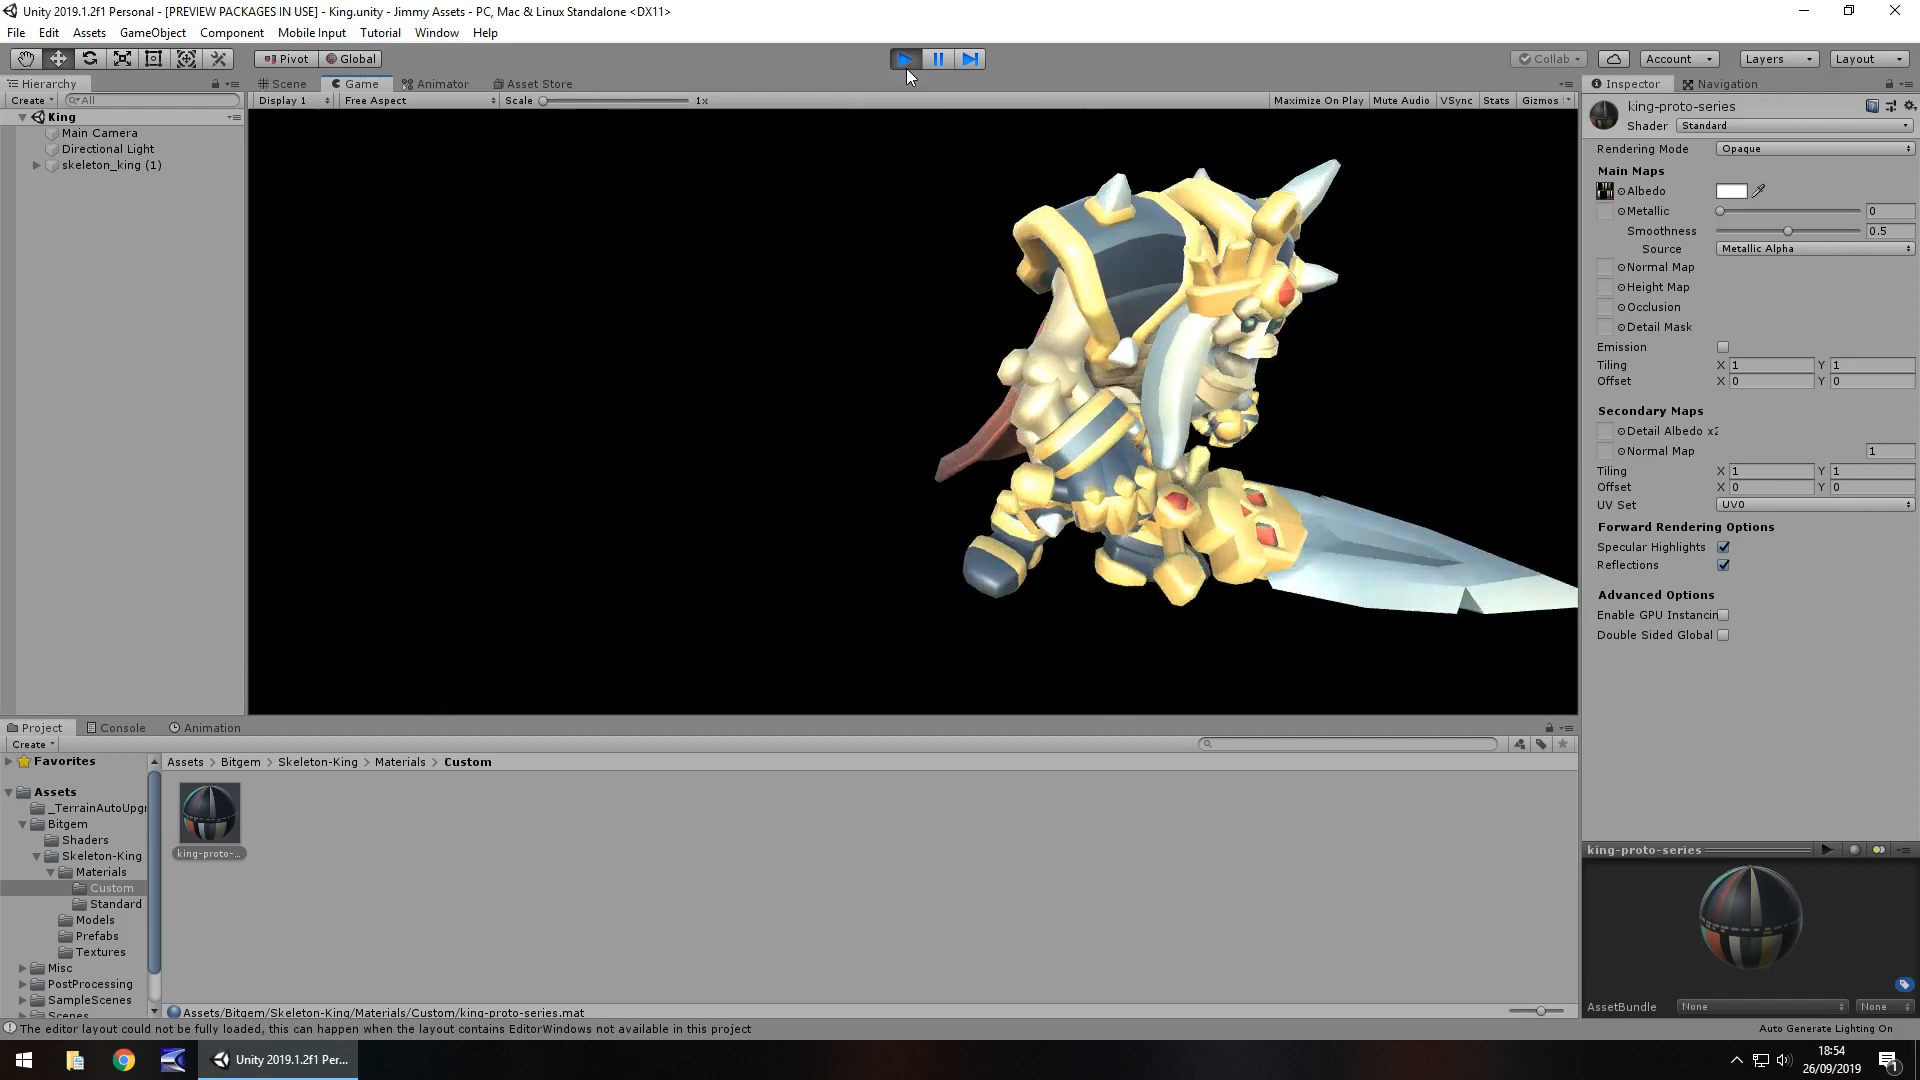 Unity 2019.1.2f1 Personal - [PREVIEW PACKAGES IN USE] - King.unity - Jimmy Assets - PC, Mac & Linux Standalone <DX11>
File Edit Assets GameObject Component Mobile Input Tutorial Window Help
Pivot Global Collab Account Layers Layout
Hierarchy Scene Game Animator Asset Store Inspector Navigation
Create All Display 1 Free Aspect Scale 1x Maximize On Play Mute Audio VSync Stats Gizmos
King
Main Camera
Directional Light
skeleton_king (1)
king-proto-series
Shader Standard
Rendering Mode Opaque
Main Maps
Albedo
Metallic 0
Smoothness 0.5
Source Metallic Alpha
Normal Map
Height Map
Occlusion
Detail Mask
Emission
Tiling X 1 Y 1
Offset X 0 Y 0
Secondary Maps
Detail Albedo x2
Normal Map 1
Tiling X 1 Y 1
Offset X 0 Y 0
UV Set UV0
Forward Rendering Options
Specular Highlights
Reflections
Advanced Options
Enable GPU Instancin
Double Sided Global
Project Console Animation
Create
Favorites
Assets
_TerrainAutoUpgr
Bitgem
Shaders
Skeleton-King
Materials
Custom
Standard
Models
Prefabs
Textures
Misc
PostProcessing
SampleScenes
Scenes
Assets > Bitgem > Skeleton-King > Materials > Custom
king-proto-...
Assets/Bitgem/Skeleton-King/Materials/Custom/king-proto-series.mat
king-proto-series
AssetBundle None None
The editor layout could not be fully loaded, this can happen when the layout contains EditorWindows not available in this project
Auto Generate Lighting On
Unity 2019.1.2f1 Per...
18:54
26/09/2019
1